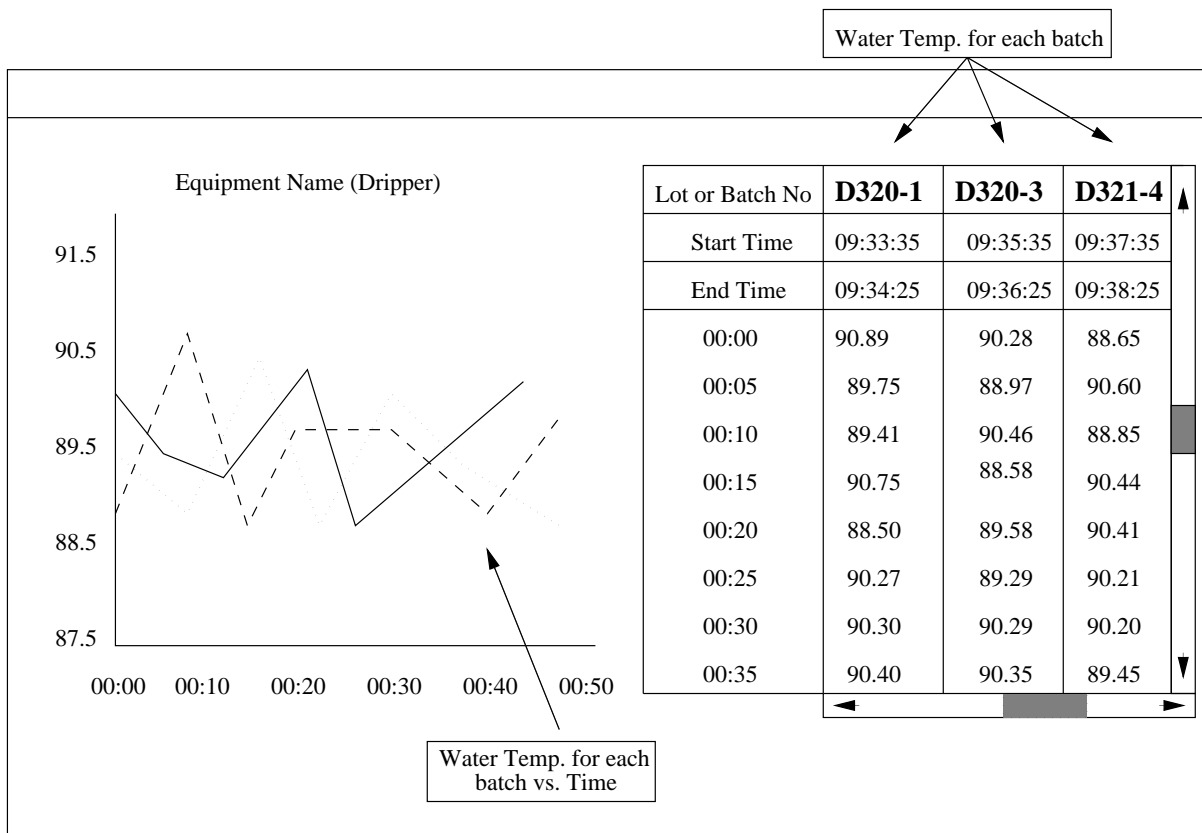 Water Temp. for each batch
Equipment Name (Dripper)
91.5
90.5
89.5
88.5
87.5
00:00 00:10 00:20 00:30 00:40 00:50
Water Temp. for each
batch vs. Time
Lot or Batch No D320-1 D320-3 D321-4
Start Time 09:33:35 09:35:35 09:37:35
End Time 09:34:25 09:36:25 09:38:25
00:00 90.89 90.28 88.65
00:05 89.75 88.97 90.60
00:10 89.41 90.46 88.85
00:15 90.75 88.58 90.44
00:20 88.50 89.58 90.41
00:25 90.27 89.29 90.21
00:30 90.30 90.29 90.20
00:35 90.40 90.35 89.45